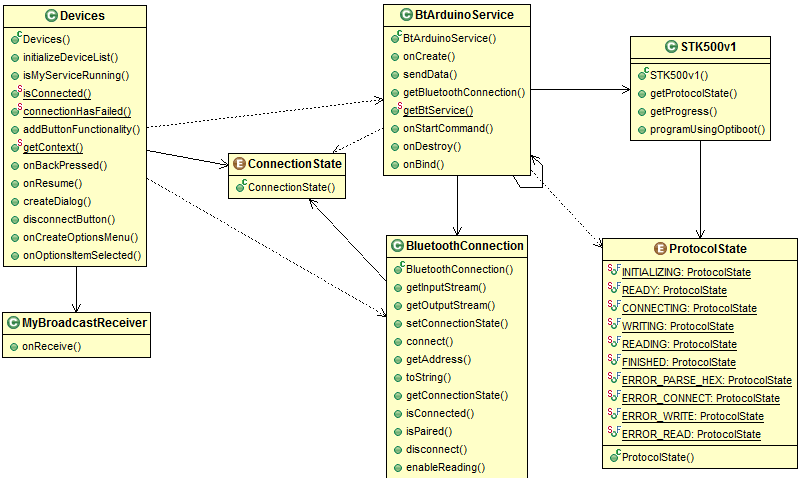 Devices
Devices()
initializeDeviceList()
isMyServiceRunning()
isConnected()
connectionHasFailed()
addButtonFunctionality()
getContext()
onBackPressed()
onResume()
createDialog()
disconnectButton()
onCreateOptionsMenu()
onOptionsItemSelected()
MyBroadcastReceiver
onReceive()
ConnectionState
ConnectionState()
BtArduinoService
BtArduinoService()
onCreate()
sendData()
getBluetoothConnection()
getBtService()
onStartCommand()
onDestroy()
onBind()
BluetoothConnection
BluetoothConnection()
getInputStream()
getOutputStream()
setConnectionState()
connect()
getAddress()
toString()
getConnectionState()
isConnected()
isPaired()
disconnect()
enableReading()
STK500v1
STK500v1()
getProtocolState()
getProgress()
programUsingOptiboot()
ProtocolState
INITIALIZING: ProtocolState
READY: ProtocolState
CONNECTING: ProtocolState
WRITING: ProtocolState
READING: ProtocolState
FINISHED: ProtocolState
ERROR_PARSE_HEX: ProtocolState
ERROR_CONNECT: ProtocolState
ERROR_WRITE: ProtocolState
ERROR_READ: ProtocolState
ProtocolState()